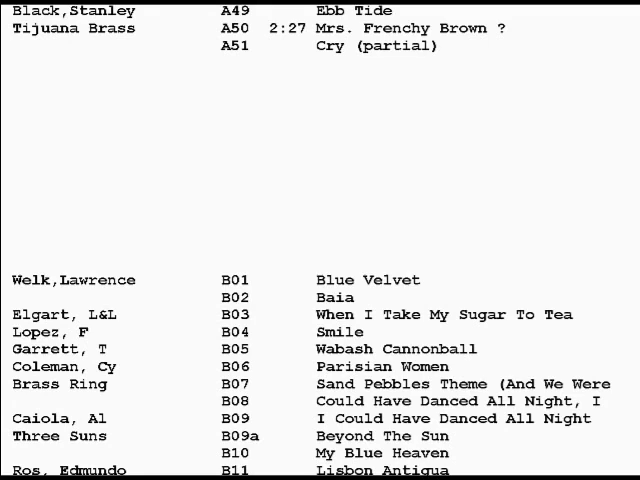 Black,Stanley A49 Ebb Tide
Tijuana Brass A50 2:27 Mrs. Frenchy Brown ?
A51 Cry (partial)
Welk,Lawrence B01 Blue Velvet
B02 Baia
Elgart, L&L B03 When I Take My Sugar To Tea
Lopez, F B04 Smile
Garrett, T B05 Wabash Cannonball
Coleman, Cy B06 Parisian Women
Brass Ring B07 Sand Pebbles Theme (And We Were
B08 Could Have Danced All Night, I
Caiola, Al B09 I Could Have Danced All Night
Three Suns B09a Beyond The Sun
B10 My Blue Heaven
Ros, Edmundo B11 Lisbon Antigua